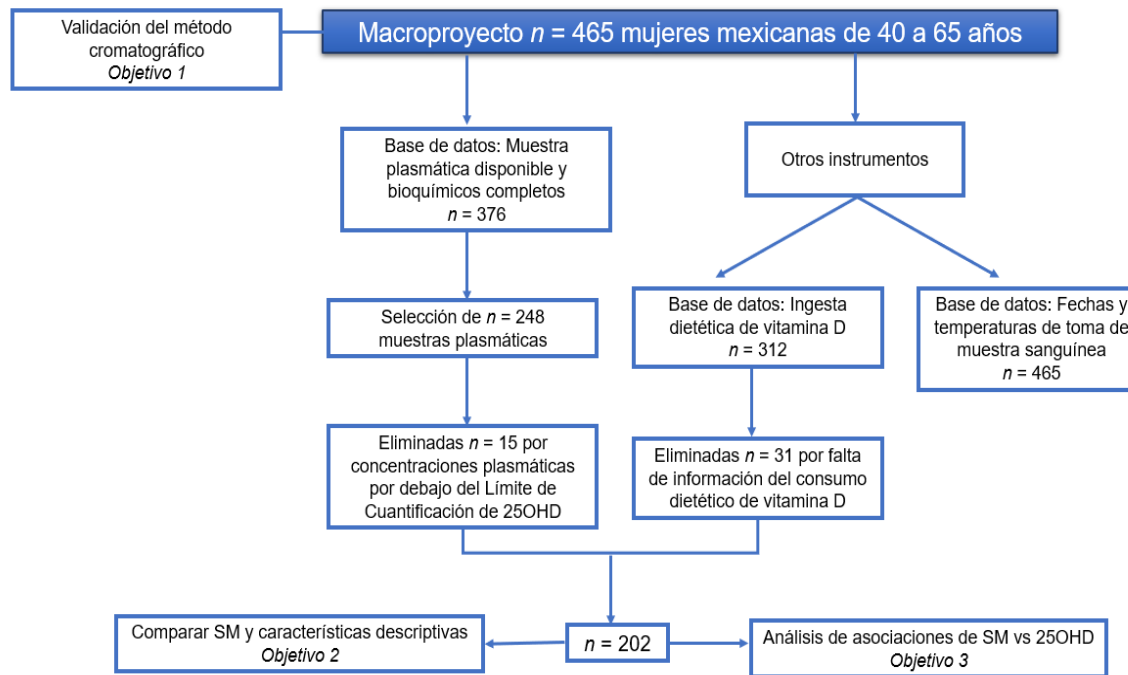 Validación del método
cromatográfico
Objetivo 1
Macroproyecto n = 465 mujeres mexicanas de 40 a 65 años
Base de datos: Muestra
plasmática disponible y
bioquímicos completos
n = 376
Otros instrumentos
Selección de n = 248
muestras plasmáticas
Base de datos: Ingesta
dietética de vitamina D
n = 312
Base de datos: Fechas y
temperaturas de toma de
muestra sanguínea
n = 465
Eliminadas n = 15 por
concentraciones plasmáticas
por debajo del Límite de
Cuantificación de 25OHD
Eliminadas n = 31 por falta
de información del consumo
dietético de vitamina D
Comparar SM y características descriptivas
Objetivo 2
n = 202
Análisis de asociaciones de SM vs 25OHD
Objetivo 3